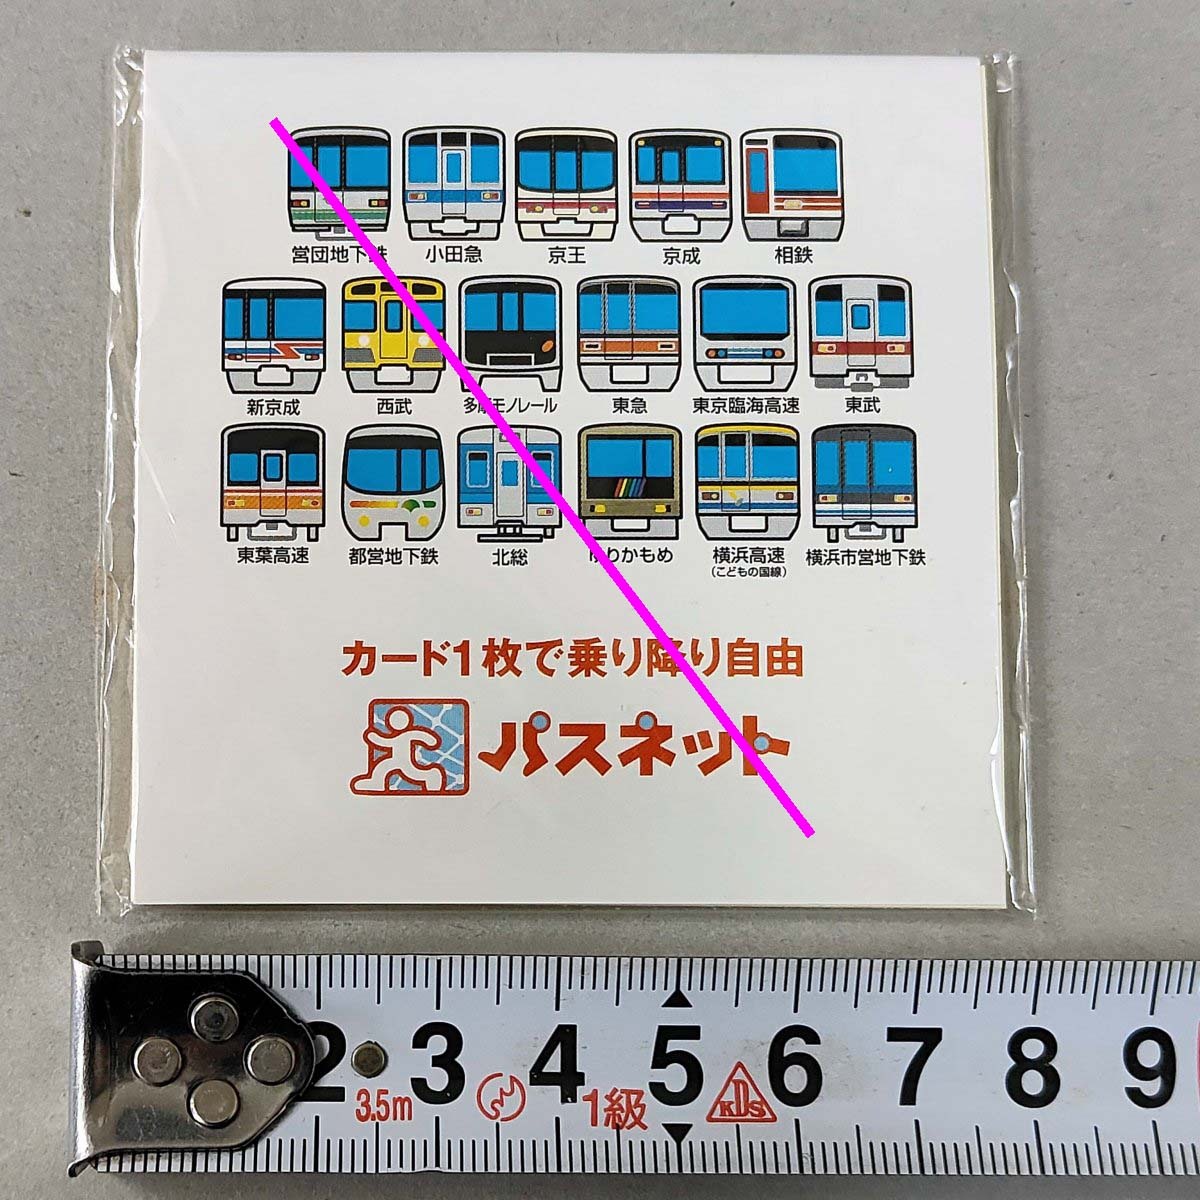 営団地下鉄 小田急 京王 京成 相鉄
新京成 西武 多摩モノレール 東急 東京臨海高速 東武
東葉高速 都営地下鉄 北総 ゆりかもめ 横浜高速 横浜市営地下鉄
(こどもの国線)
カード1枚で乗り降り自由
パスネット
2 3 4 5 6 7 8 9
3.5m 1級 KDS